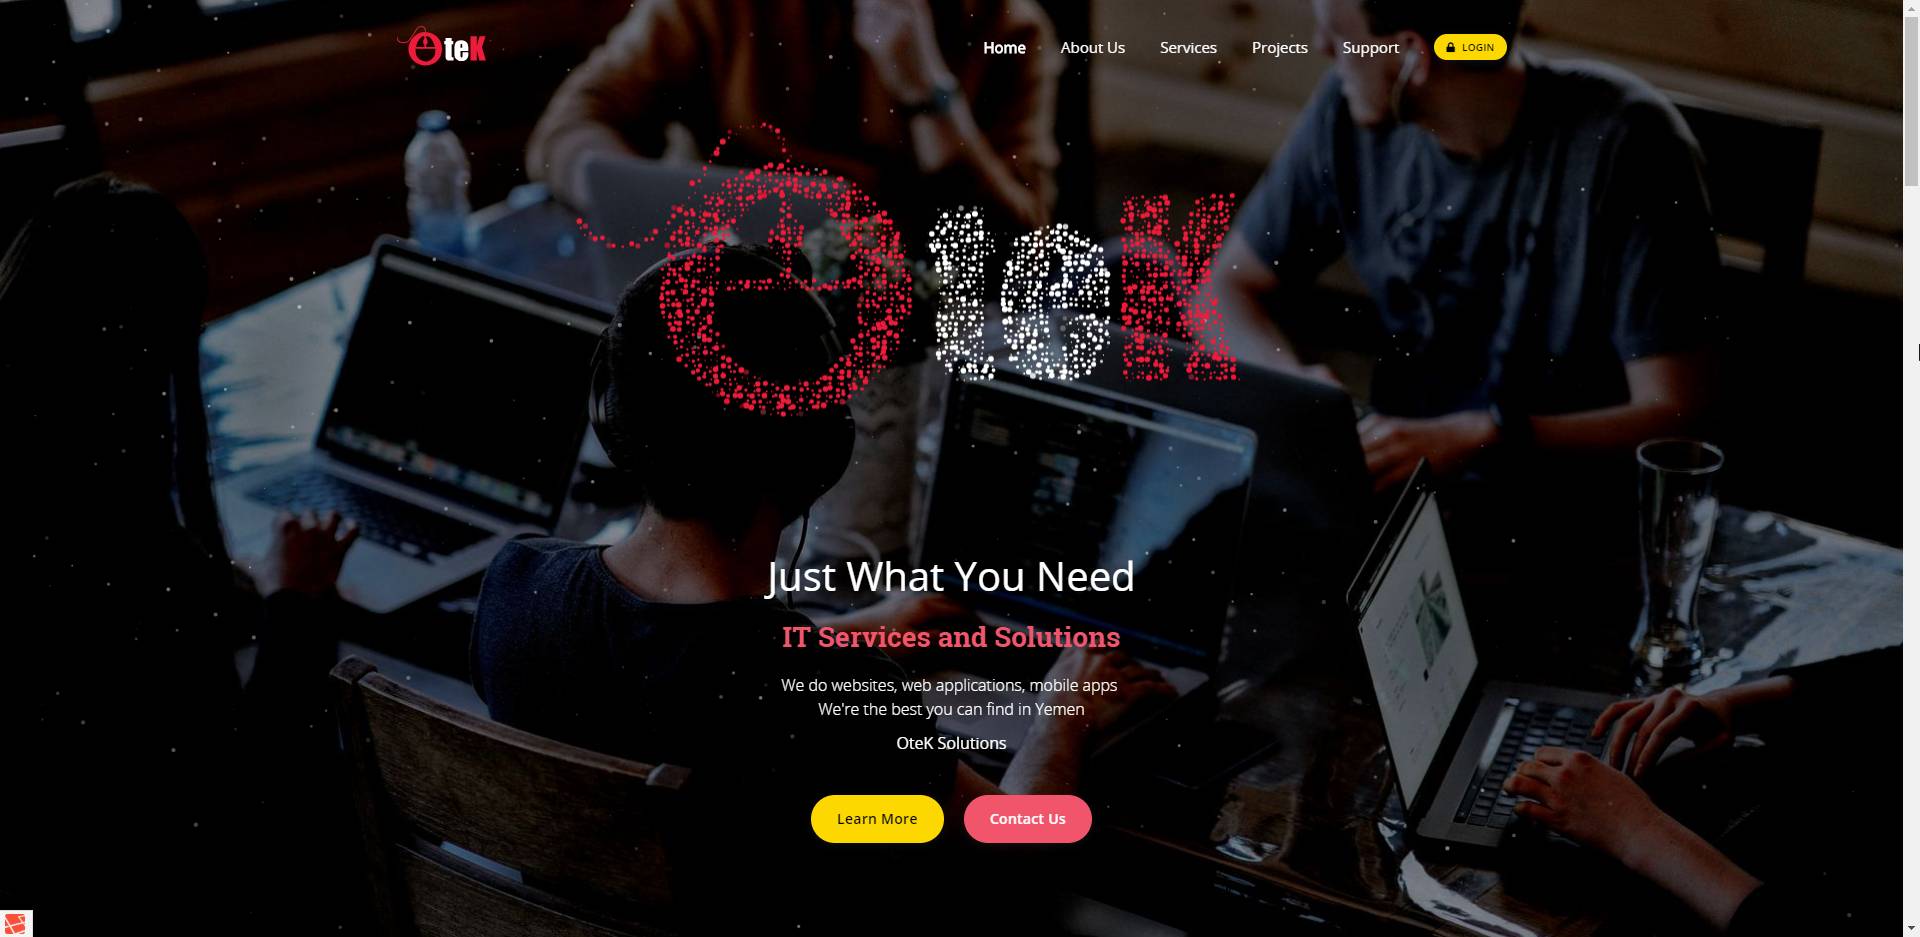 OteK
Home
About Us
Services
Projects
Support
LOGIN
OteK
Just What You Need
IT Services and Solutions
We do websites, web applications, mobile apps
We're the best you can find in Yemen
OteK Solutions
Learn More
Contact Us